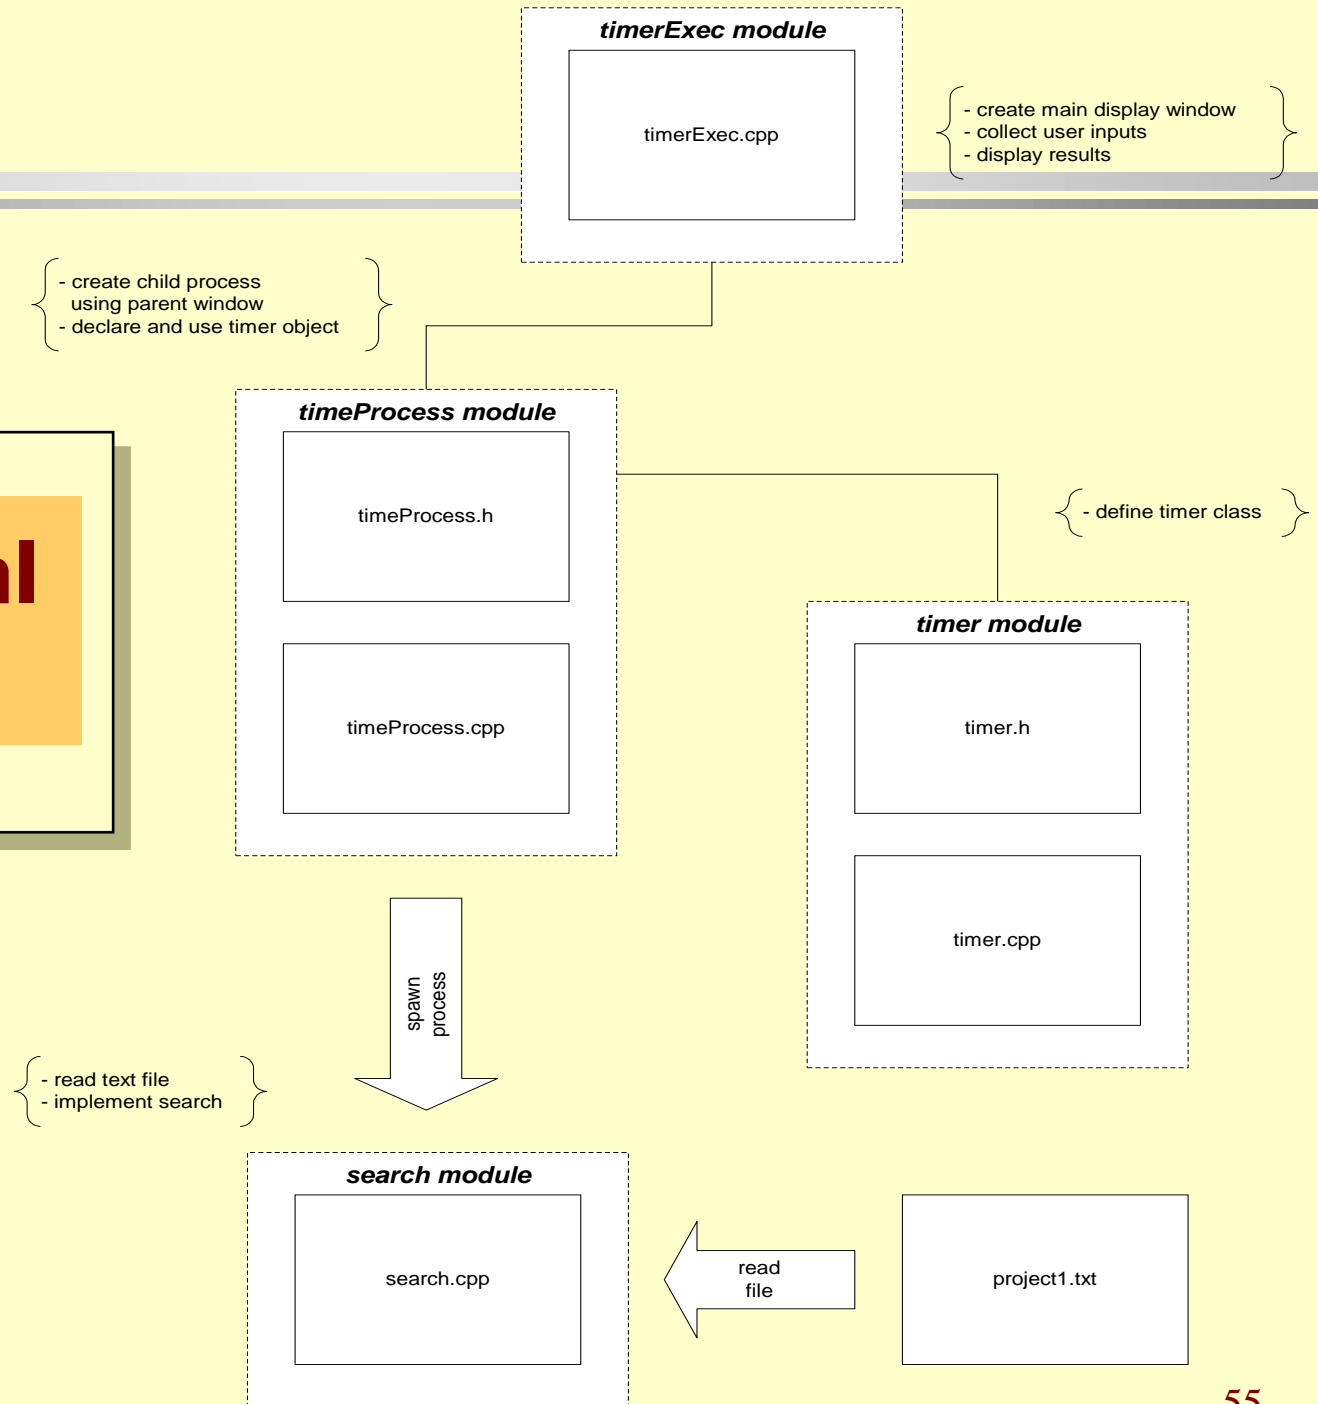 timerExec module
timerExec.cpp
- create main display window
- collect user inputs
- display results
- create child process
using parent window
- declare and use timer object
timeProcess module
timeProcess.h
- define timer class
timer module
timeProcess.cpp
timer.h
timer.cpp
spawn
process
- read text file
- implement search
search module
search.cpp
read
file
project1.txt
55